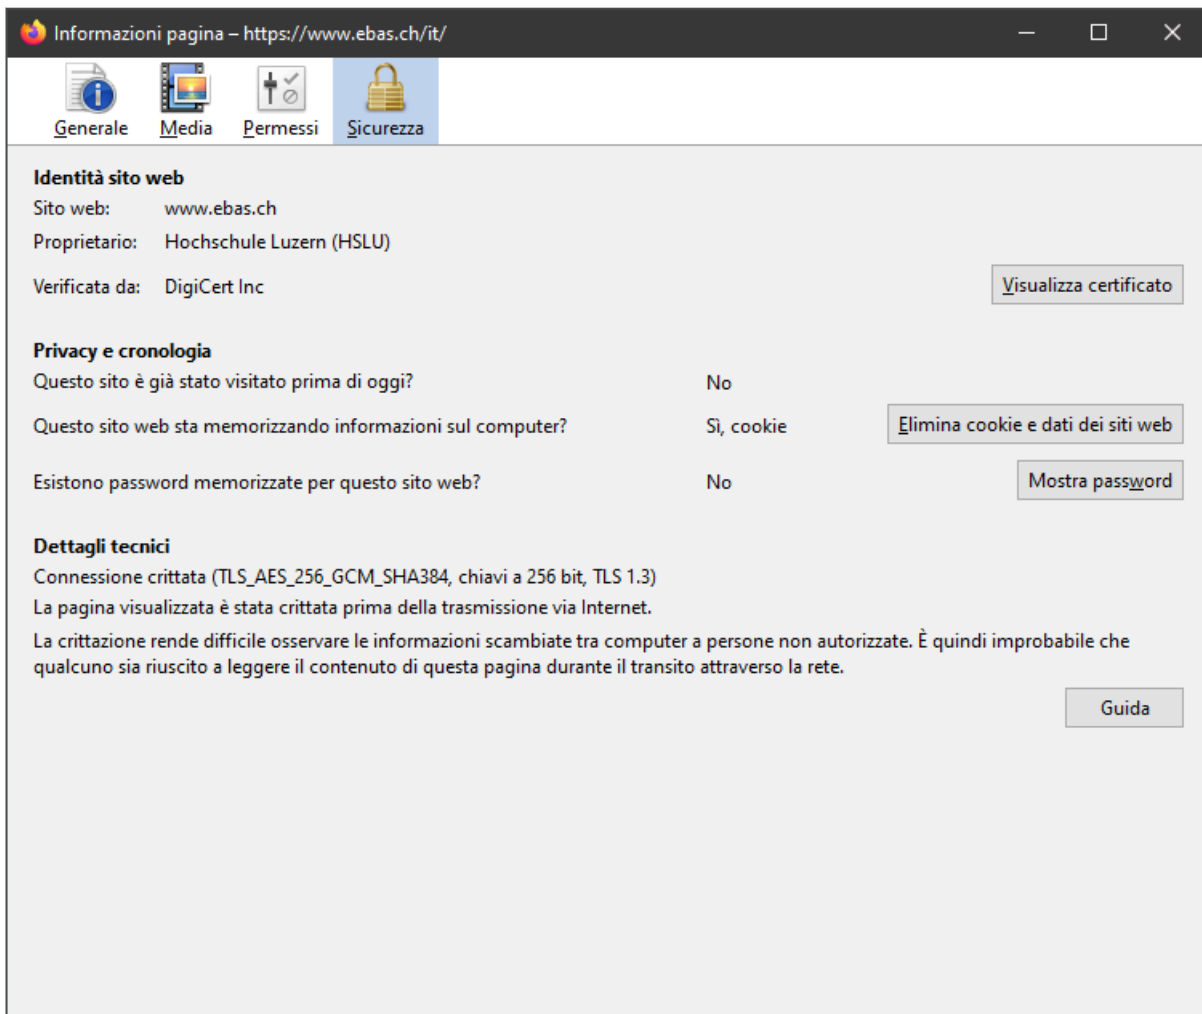 Informazioni pagina – https://www.ebas.ch/it/
Generale Media Permessi Sicurezza
Identità sito web
Sito web: www.ebas.ch
Proprietario: Hochschule Luzern (HSLU)
Verificata da: DigiCert Inc Visualizza certificato
Privacy e cronologia
Questo sito è già stato visitato prima di oggi? No
Questo sito web sta memorizzando informazioni sul computer? Sì, cookie Elimina cookie e dati dei siti web
Esistono password memorizzate per questo sito web? No Mostra password
Dettagli tecnici
Connessione crittata (TLS_AES_256_GCM_SHA384, chiavi a 256 bit, TLS 1.3)
La pagina visualizzata è stata crittata prima della trasmissione via Internet.
La crittazione rende difficile osservare le informazioni scambiate tra computer a persone non autorizzate. È quindi improbabile che
qualcuno sia riuscito a leggere il contenuto di questa pagina durante il transito attraverso la rete.
Guida